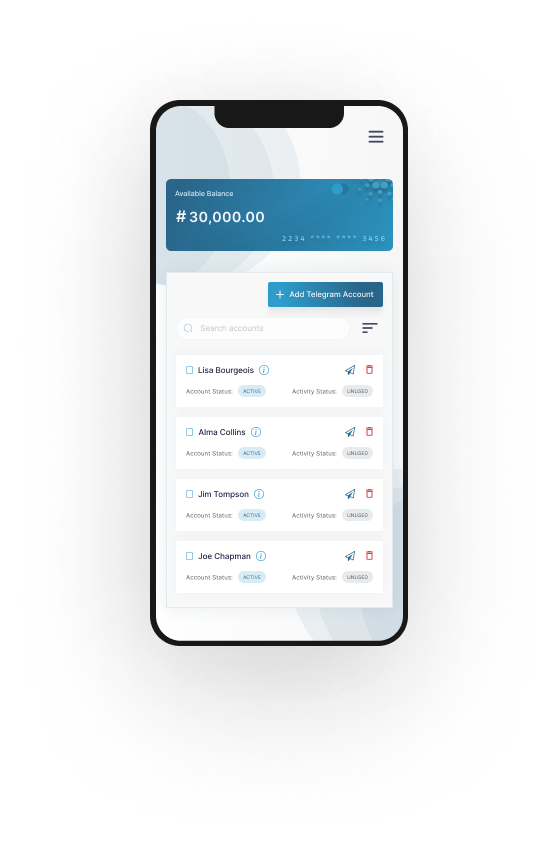 Available Balance
# 30,000.00
2234 **** **** 3456
+ Add Telegram Account
Search accounts
Lisa Bourgeois i
Account Status: ACTIVE Activity Status: UNUSED
Alma Collins i
Account Status: ACTIVE Activity Status: UNUSED
Jim Tompson i
Account Status: ACTIVE Activity Status: UNUSED
Joe Chapman i
Account Status: ACTIVE Activity Status: UNUSED